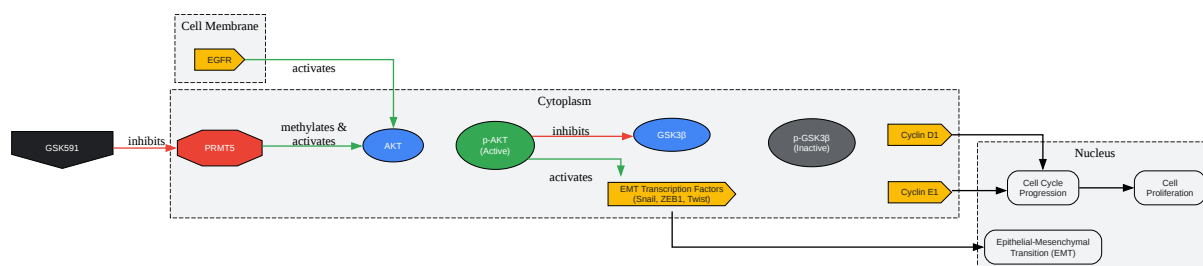 Cell Membrane
EGFR
activates
Cytoplasm
GSK591
inhibits
PRMT5
methylates &
activates
AKT
p-AKT
(Active)
inhibits
activates
GSK3β
EMT Transcription Factors
(Snail, ZEB1, Twist)
p-GSK3β
(Inactive)
Cyclin D1
Cyclin E1
Nucleus
Cell Cycle
Progression
Cell
Proliferation
Epithelial-Mesenchymal
Transition (EMT)